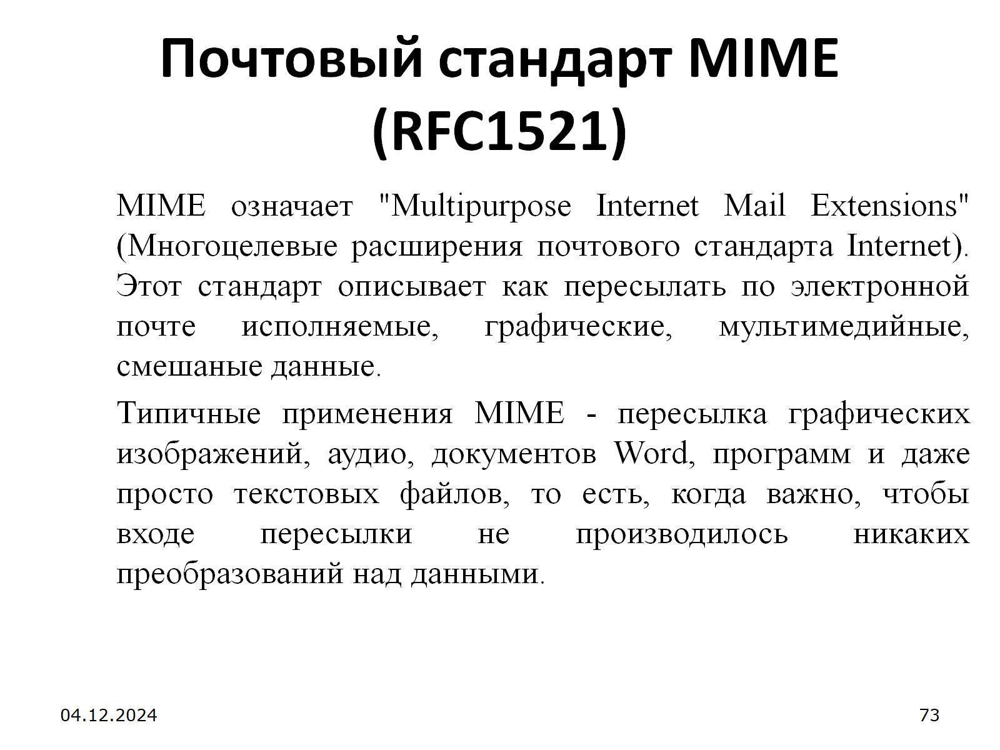 Почтовый стандарт MIME
(RFC1521)
MIME означает "Multipurpose Internet Mail Extensions"
(Многоцелевые расширения почтового стандарта Internet).
Этот стандарт описывает как пересылать по электронной
почте исполняемые, графические, мультимедийные,
смешаные данные.
Типичные применения MIME - пересылка графических
изображений, аудио, документов Word, программ и даже
просто текстовых файлов, то есть, когда важно, чтобы
входе пересылки не производилось никаких
преобразований над данными.
04.12.2024
73